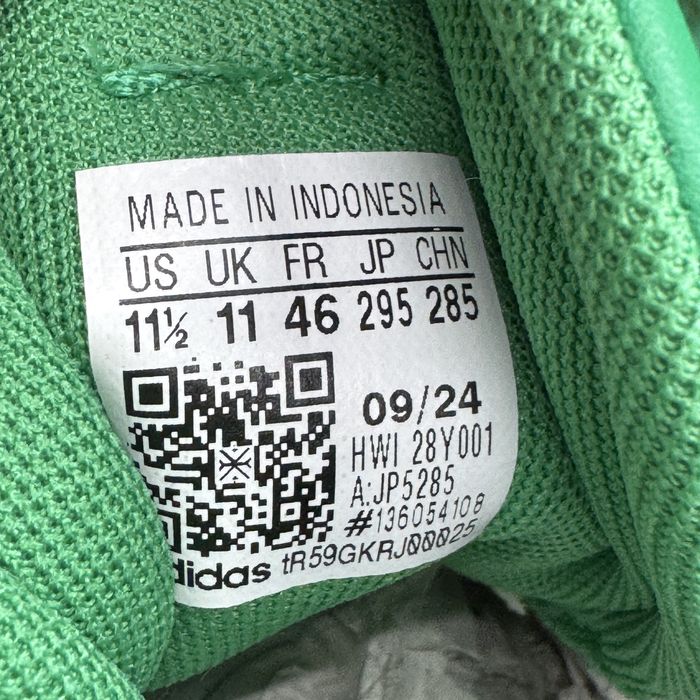 MADE IN INDONESIA
US UK FR JP CHN
11½ 11 46 295 285
09/24
HWI 28Y001
A:JP5285
#136054108
adidas tR59GKRJ00025